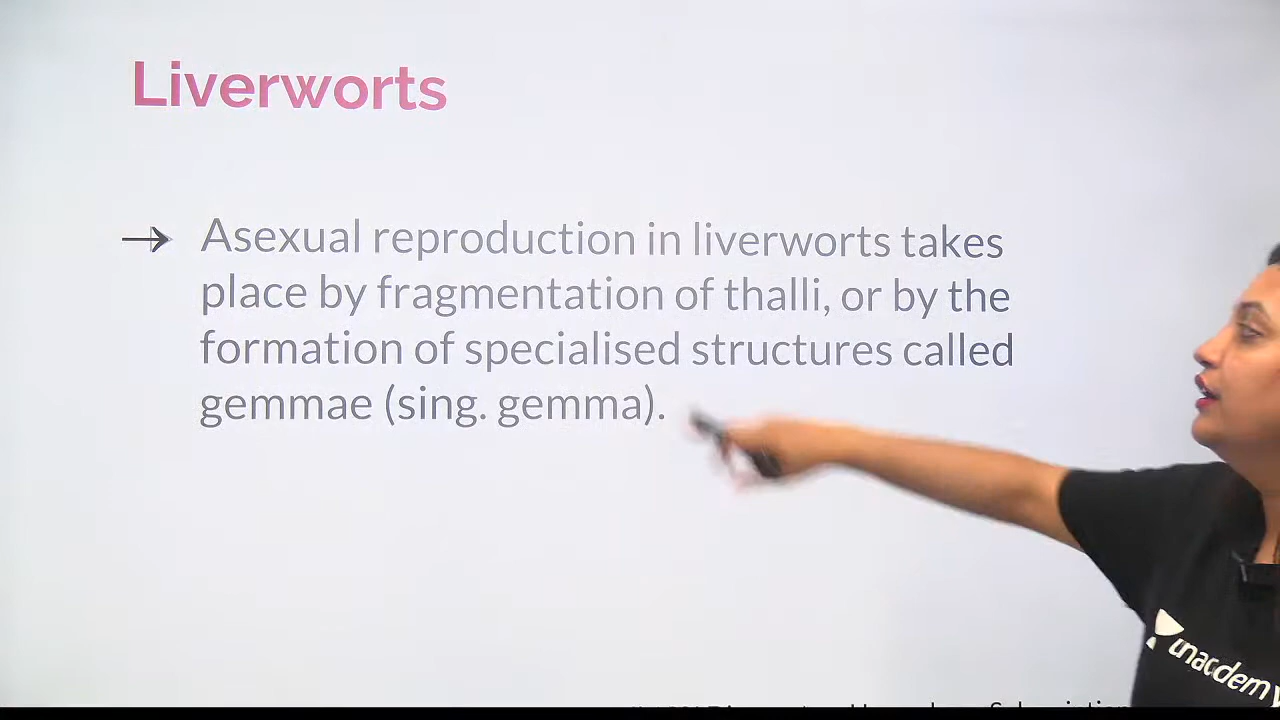 Liverworts
→ Asexual reproduction in liverworts takes
place by fragmentation of thalli, or by the
formation of specialised structures called
gemmae (sing. gemma).
unacademy